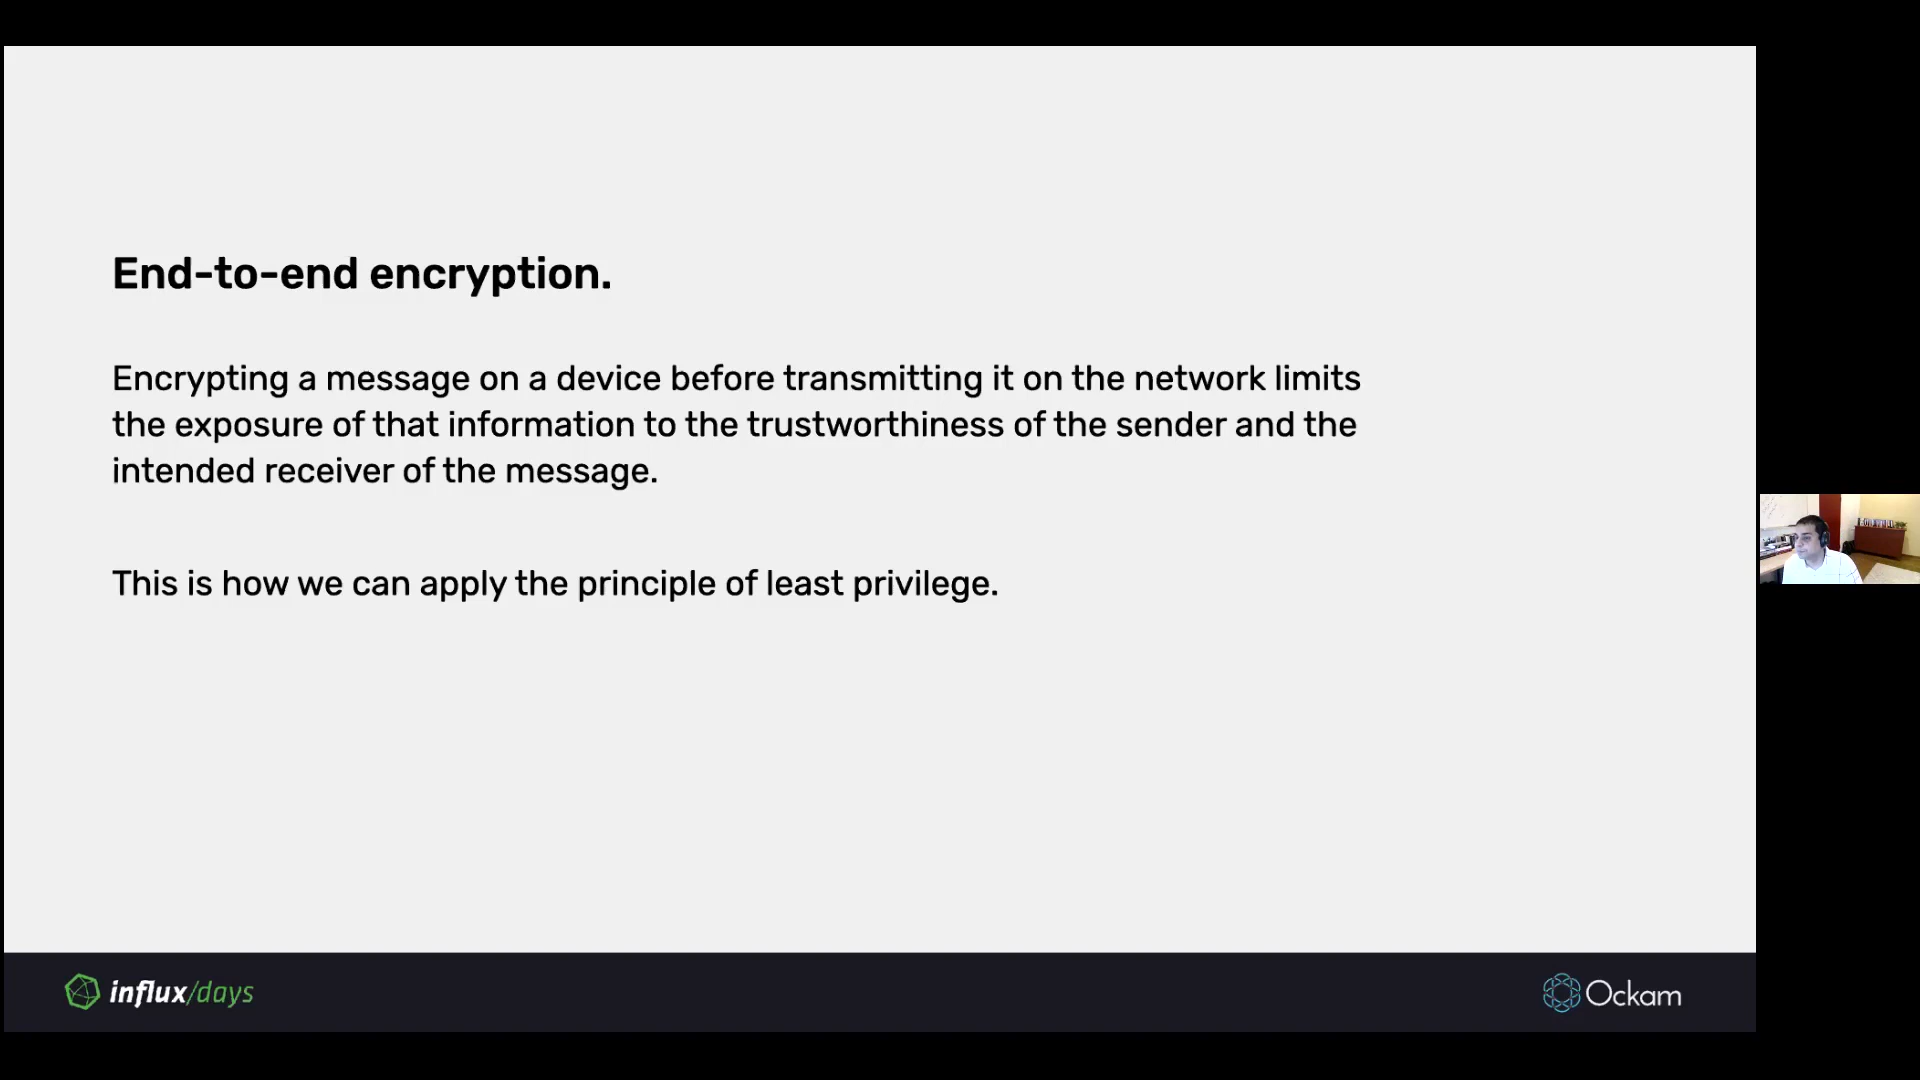 End-to-end encryption.
Encrypting a message on a device before transmitting it on the network limits
the exposure of that information to the trustworthiness of the sender and the
intended receiver of the message.
This is how we can apply the principle of least privilege.
influx/days
Ockam